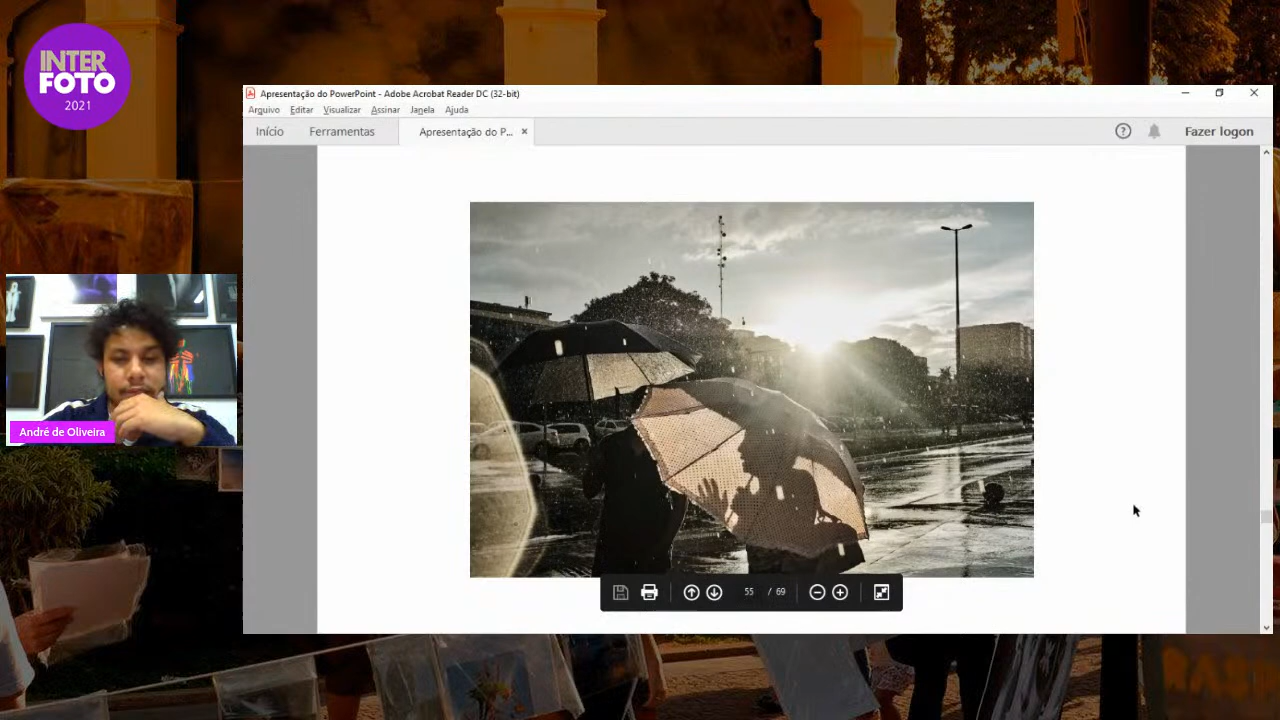 INTER
FOTO
2021
Apresentação do PowerPoint - Adobe Acrobat Reader DC (32-bit)
Arquivo Editar Visualizar Assinar Janela Ajuda
Início Ferramentas Apresentação do P... × Fazer logon
André de Oliveira
55 / 69